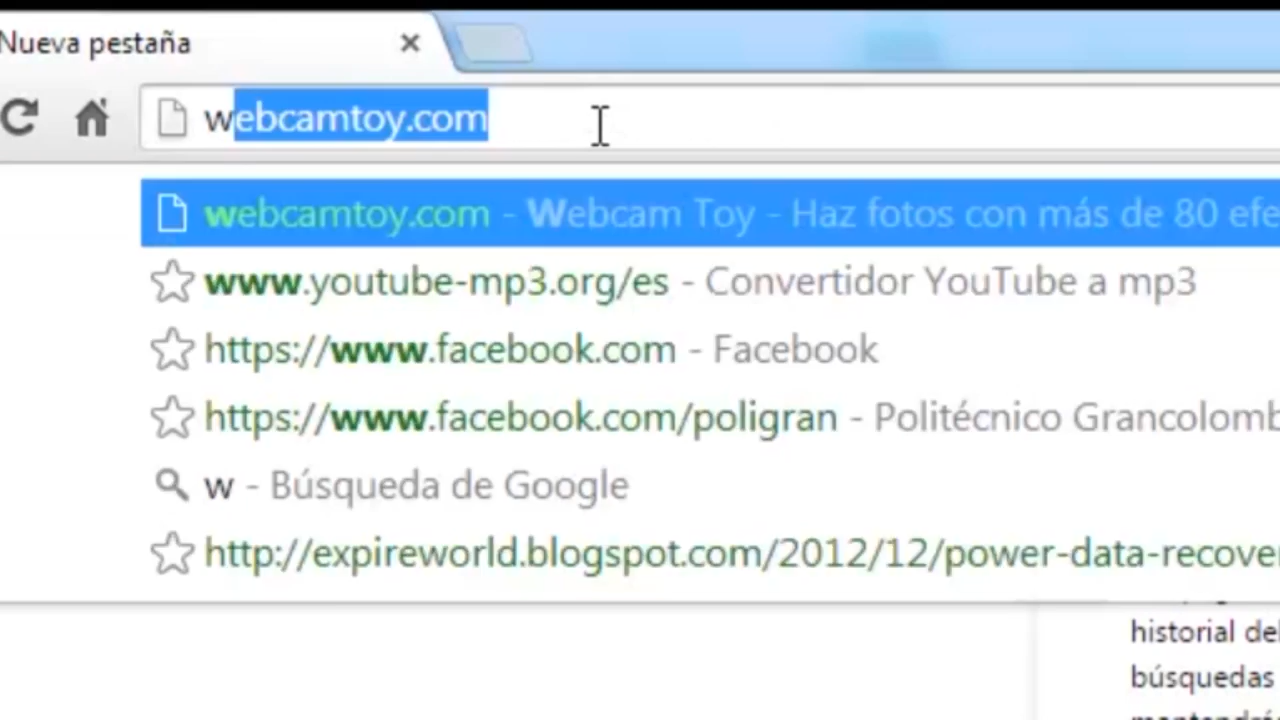 Nueva pestaña
webcamtoy.com
webcamtoy.com - Webcam Toy - Haz fotos con más de 80 efe
www.youtube-mp3.org/es - Convertidor YouTube a mp3
https://www.facebook.com - Facebook
https://www.facebook.com/poligran - Politécnico Grancolomb
w - Búsqueda de Google
http://expireworld.blogspot.com/2012/12/power-data-recover
historial del
búsquedas